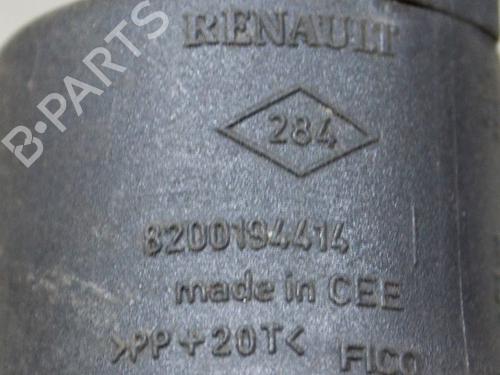 RENAULT
284
8200194414
made in CEE
>PP+20T< FICO
B-PARTS